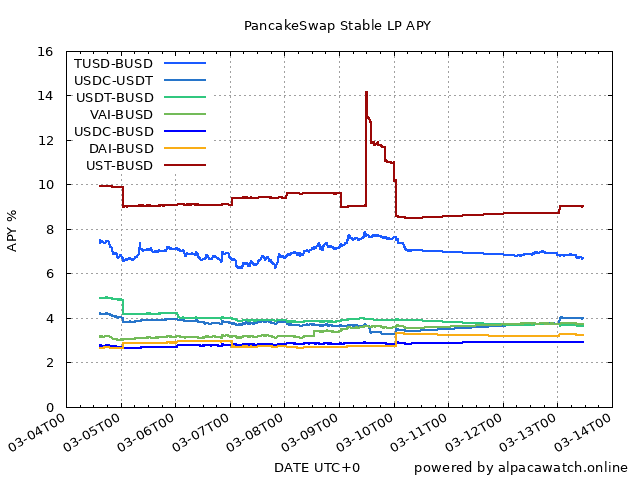 PancakeSwap Stable LP APY
16
14
12
10
8
6
4
2
0
APY %
TUSD-BUSD
USDC-USDT
USDT-BUSD
VAI-BUSD
USDC-BUSD
DAI-BUSD
UST-BUSD
03-04T00
03-05T00
03-06T00
03-07T00
03-08T00
03-09T00
03-10T00
03-11T00
03-12T00
03-13T00
03-14T00
DATE UTC+0
powered by alpacawatch.online